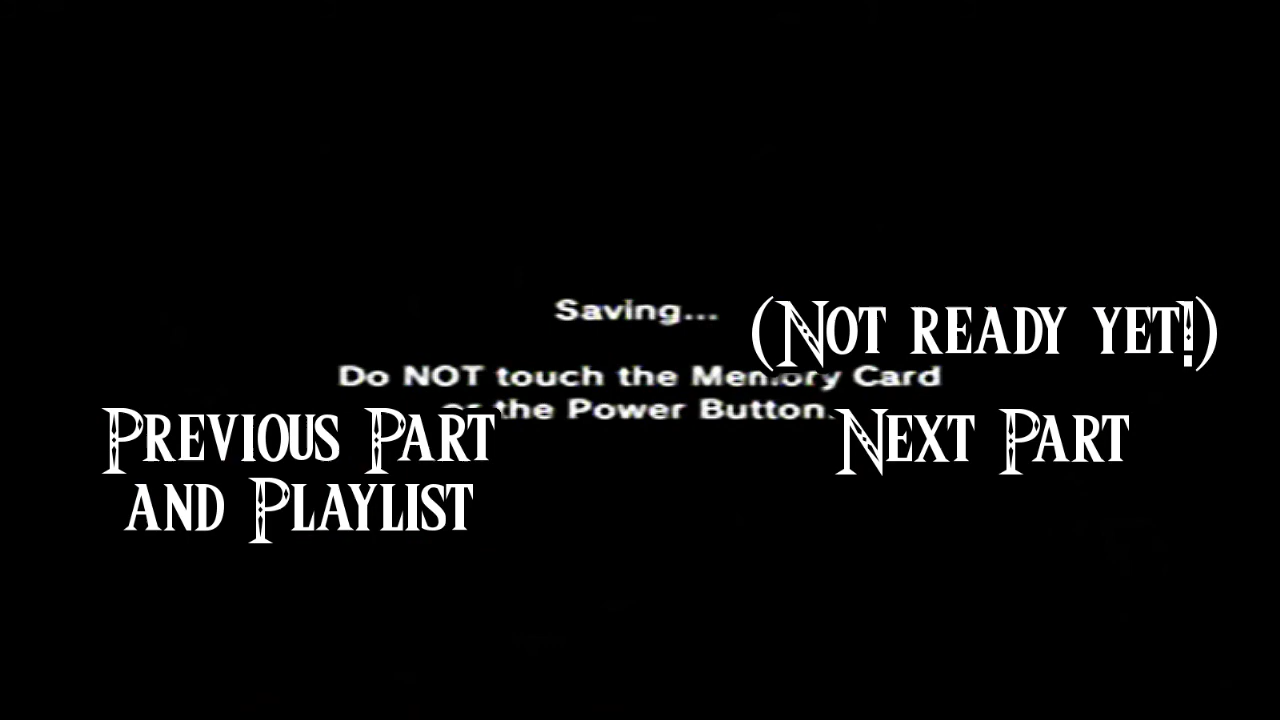 Saving...
(Not ready yet!)
Do NOT touch the Memory Card
or the Power Button.
Previous Part
and Playlist
Next Part